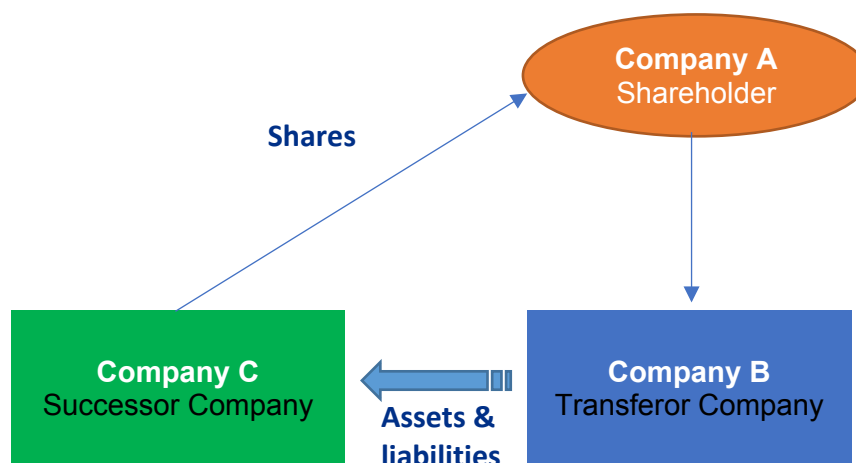 Company A
Shareholder
Shares
Company C
Successor Company
Company B
Transferor Company
Assets &
liabilities